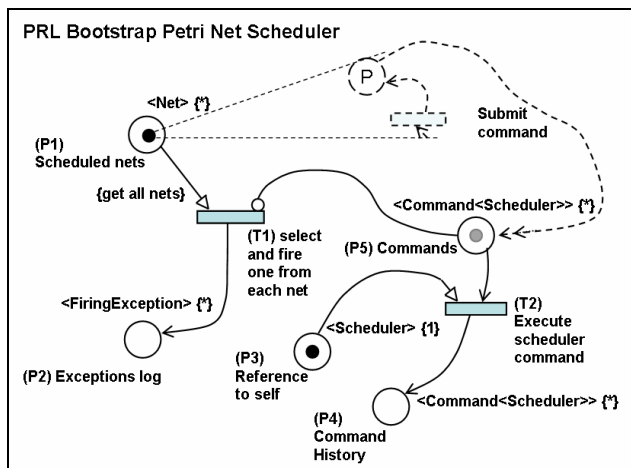 PRL Bootstrap Petri Net Scheduler
P
<Net> {*}
Submit
command
(P1)
Scheduled nets
{get all nets}
<Command<Scheduler>> {*}
(T1) select
and fire
one from
each net
(P5) Commands
<FiringException> {*}
(T2)
Execute
scheduler
command
<Scheduler> {1}
(P2) Exceptions log
(P3)
Reference
to self
<Command<Scheduler>> {*}
(P4)
Command
History